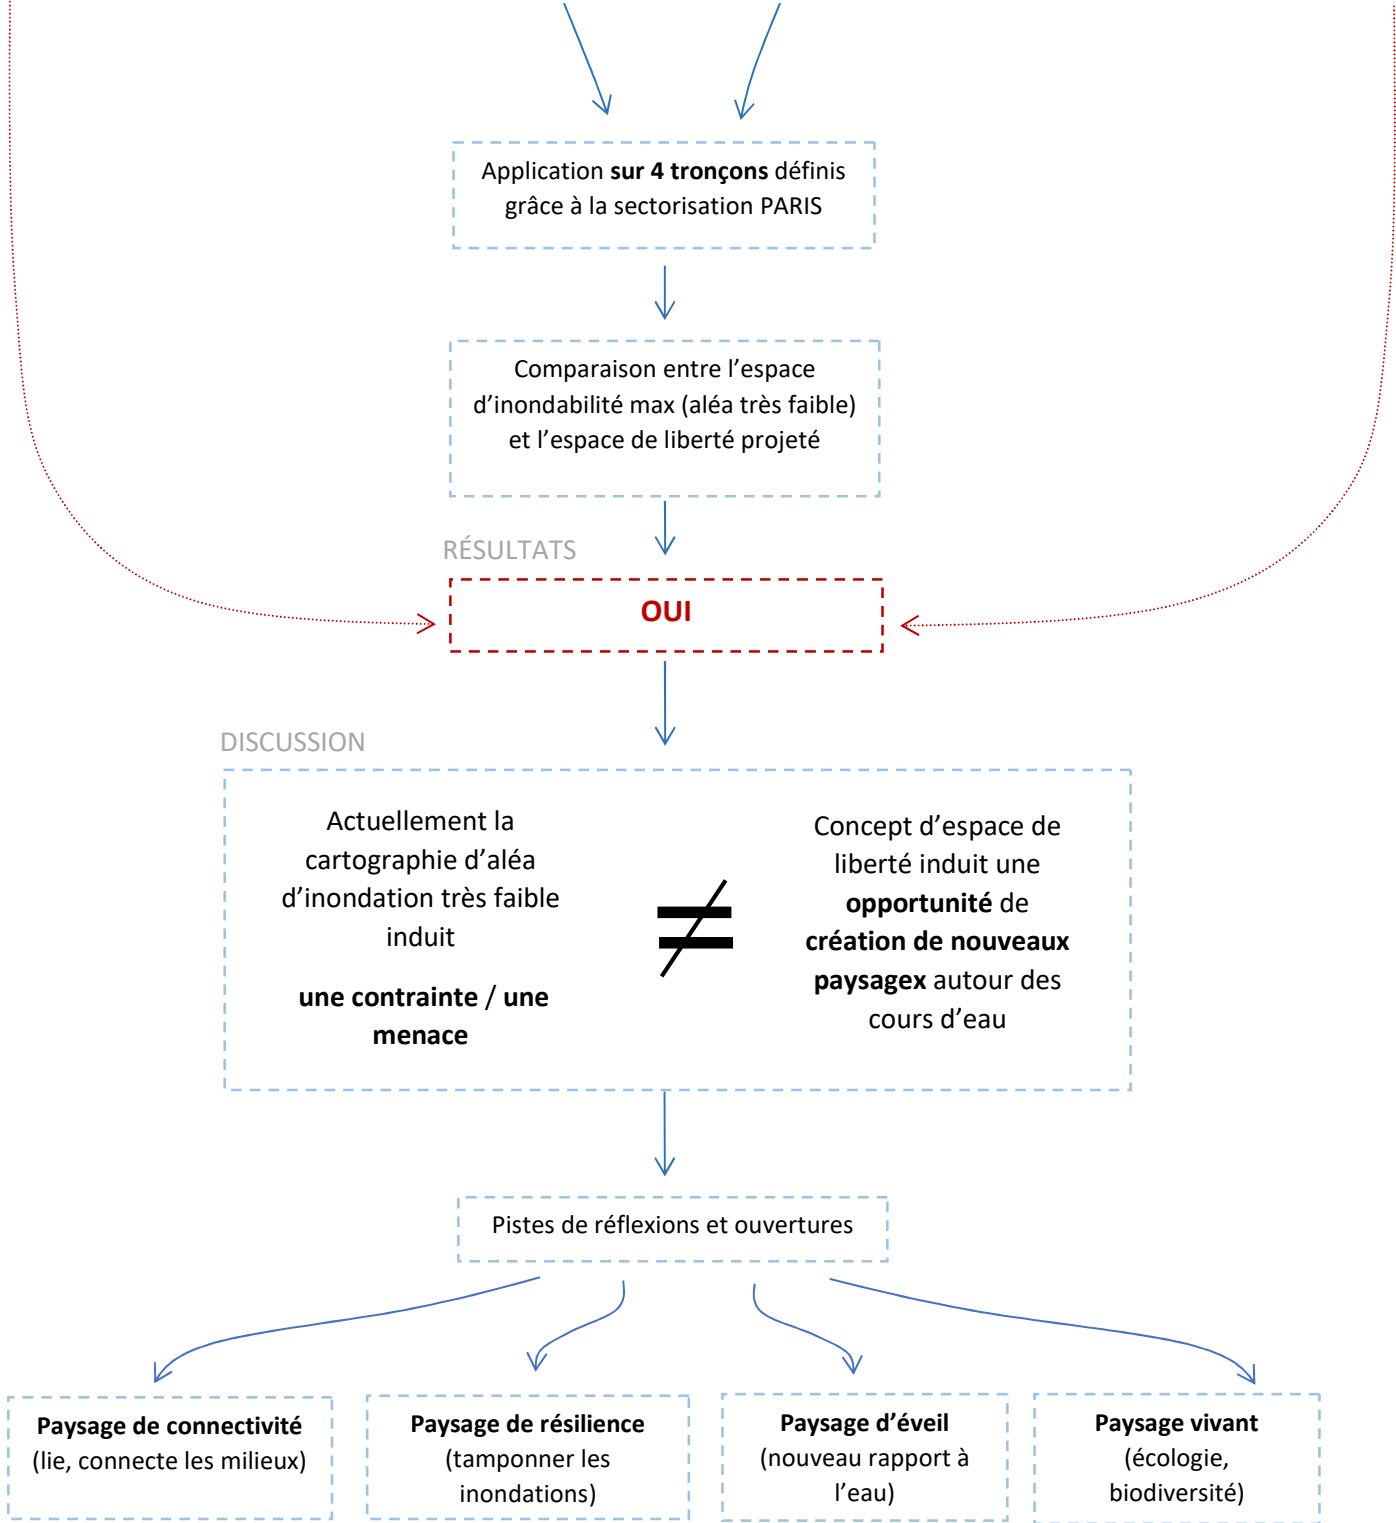 Application sur 4 tronçons définis
grâce à la sectorisation PARIS
Comparaison entre l’espace
d’inondabilité max (aléa très faible)
et l’espace de liberté projeté
RÉSULTATS
OUI
DISCUSSION
Actuellement la
cartographie d’aléa
d’inondation très faible
induit
une contrainte / une
menace
≠
Concept d’espace de
liberté induit une
opportunité de
création de nouveaux
paysagex autour des
cours d’eau
Pistes de réflexions et ouvertures
Paysage de connectivité
(lie, connecte les milieux)
Paysage de résilience
(tamponner les
inondations)
Paysage d’éveil
(nouveau rapport à
l’eau)
Paysage vivant
(écologie,
biodiversité)